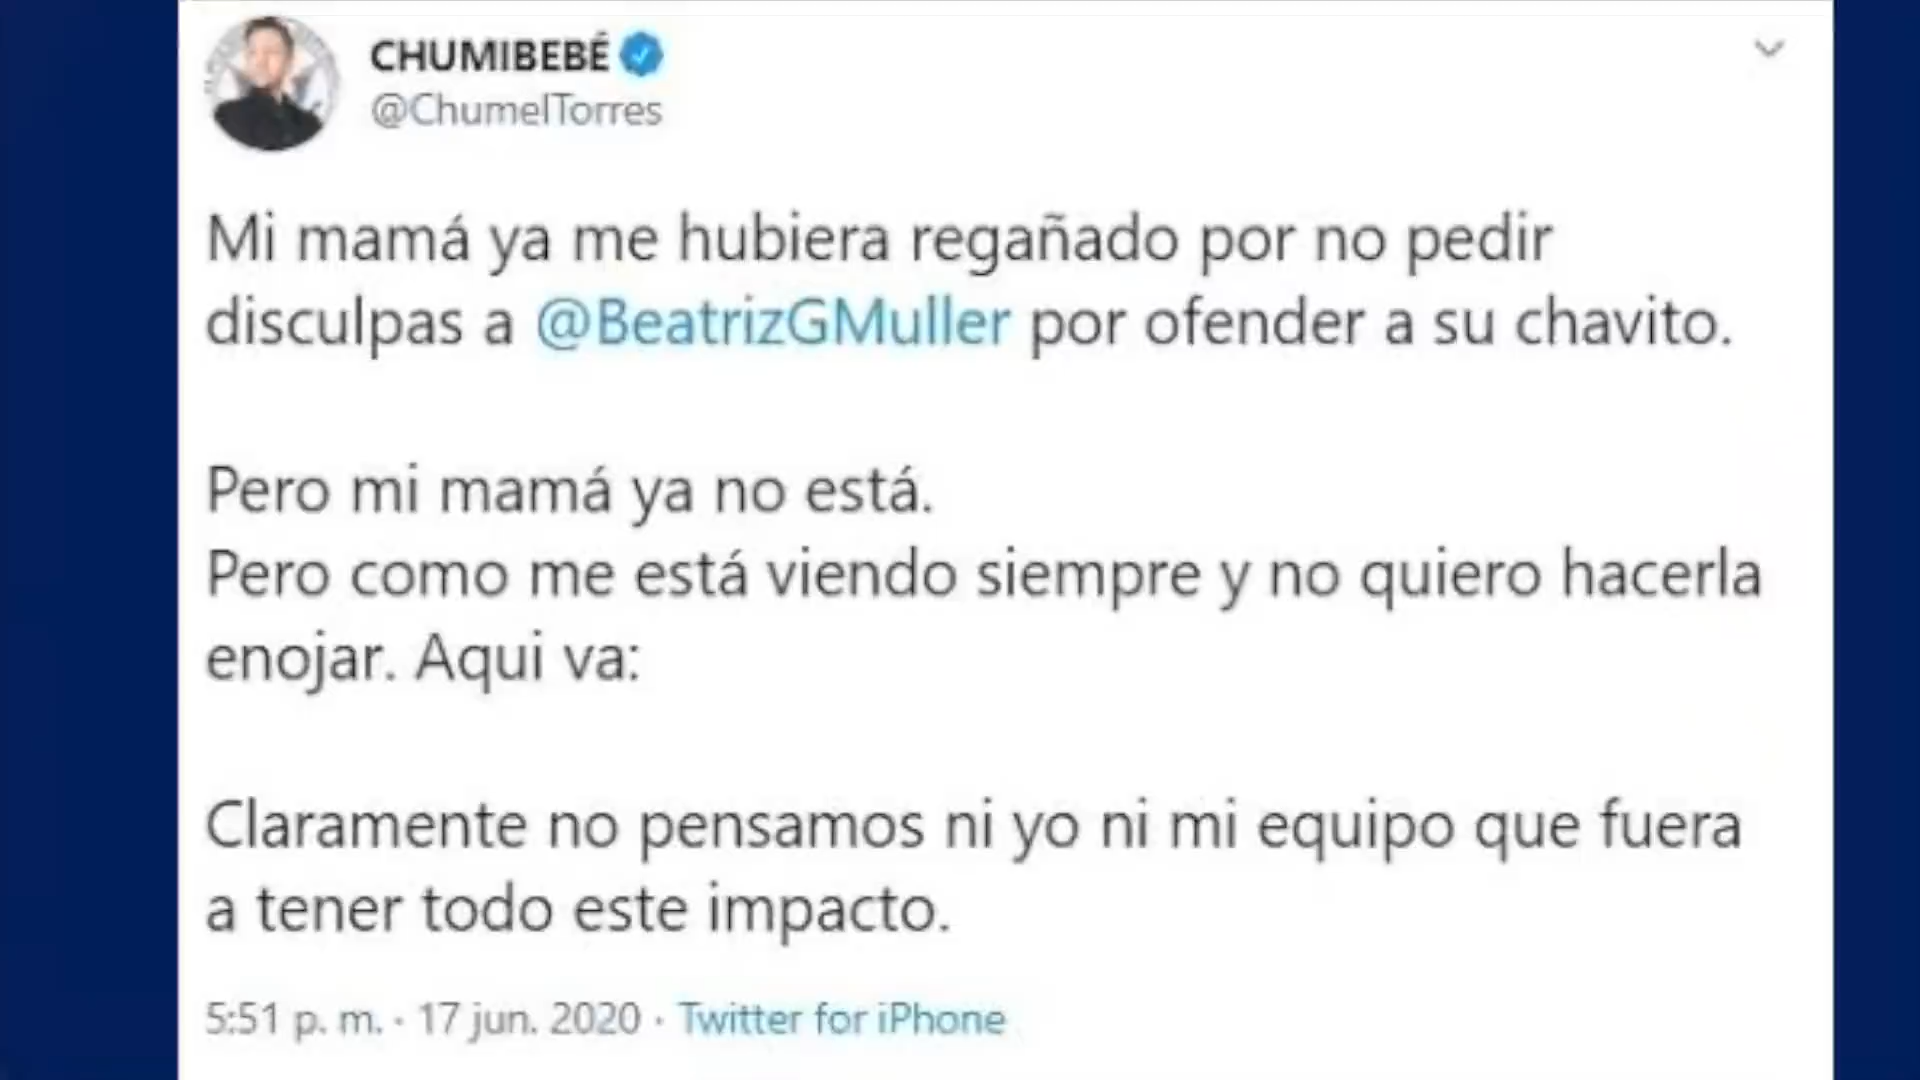 CHUMIBEBÉ
@ChumelTorres
Mi mamá ya me hubiera regañado por no pedir
disculpas a @BeatrizGMuller por ofender a su chavito.
Pero mi mamá ya no está.
Pero como me está viendo siempre y no quiero hacerla
enojar. Aqui va:
Claramente no pensamos ni yo ni mi equipo que fuera
a tener todo este impacto.
5:51 p. m. · 17 jun. 2020 · Twitter for iPhone